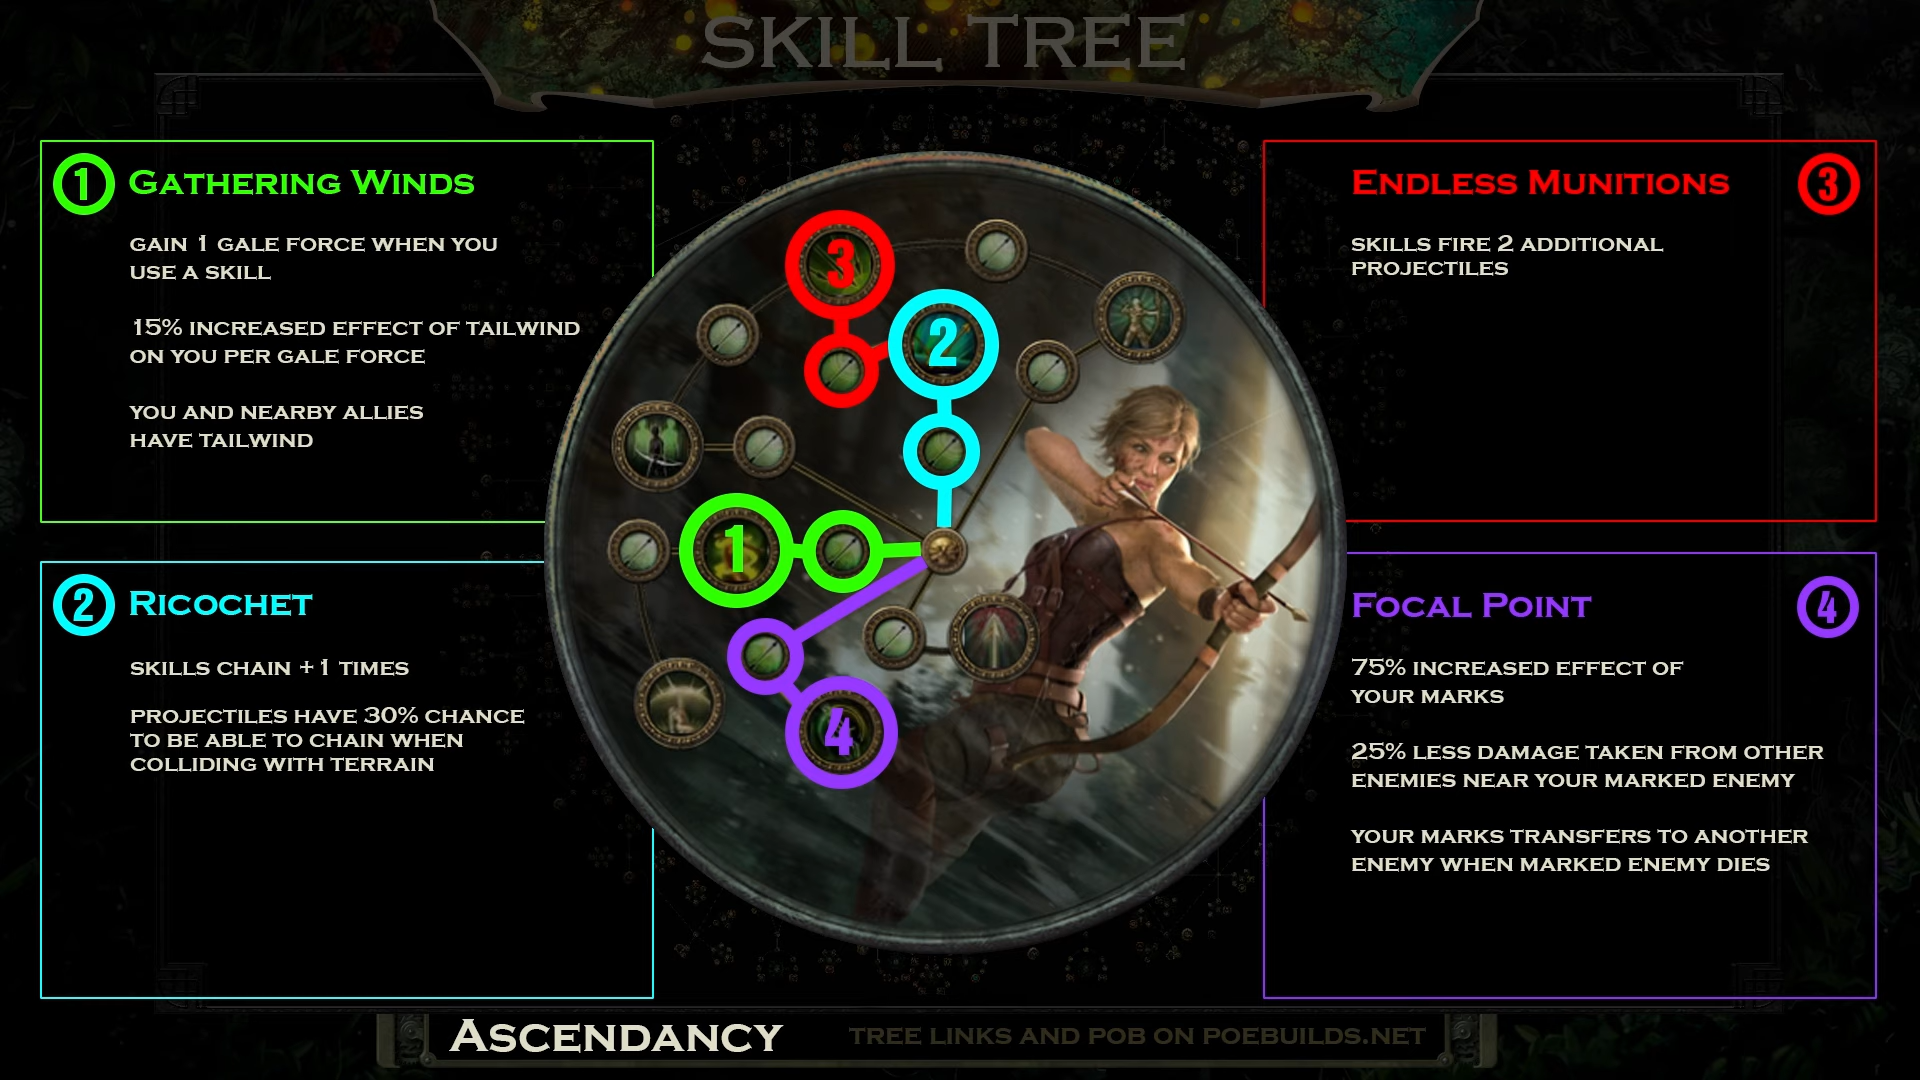 SKILL TREE
1 GATHERING WINDS
GAIN 1 GALE FORCE WHEN YOU
USE A SKILL
15% INCREASED EFFECT OF TAILWIND
ON YOU PER GALE FORCE
YOU AND NEARBY ALLIES
HAVE TAILWIND
2 RICOCHET
SKILLS CHAIN +1 TIMES
PROJECTILES HAVE 30% CHANCE
TO BE ABLE TO CHAIN WHEN
COLLIDING WITH TERRAIN
3
2
1
4
ENDLESS MUNITIONS 3
SKILLS FIRE 2 ADDITIONAL
PROJECTILES
FOCAL POINT 4
75% INCREASED EFFECT OF
YOUR MARKS
25% LESS DAMAGE TAKEN FROM OTHER
ENEMIES NEAR YOUR MARKED ENEMY
YOUR MARKS TRANSFERS TO ANOTHER
ENEMY WHEN MARKED ENEMY DIES
ASCENDANCY
TREE LINKS AND POB ON POEBUILDS.NET